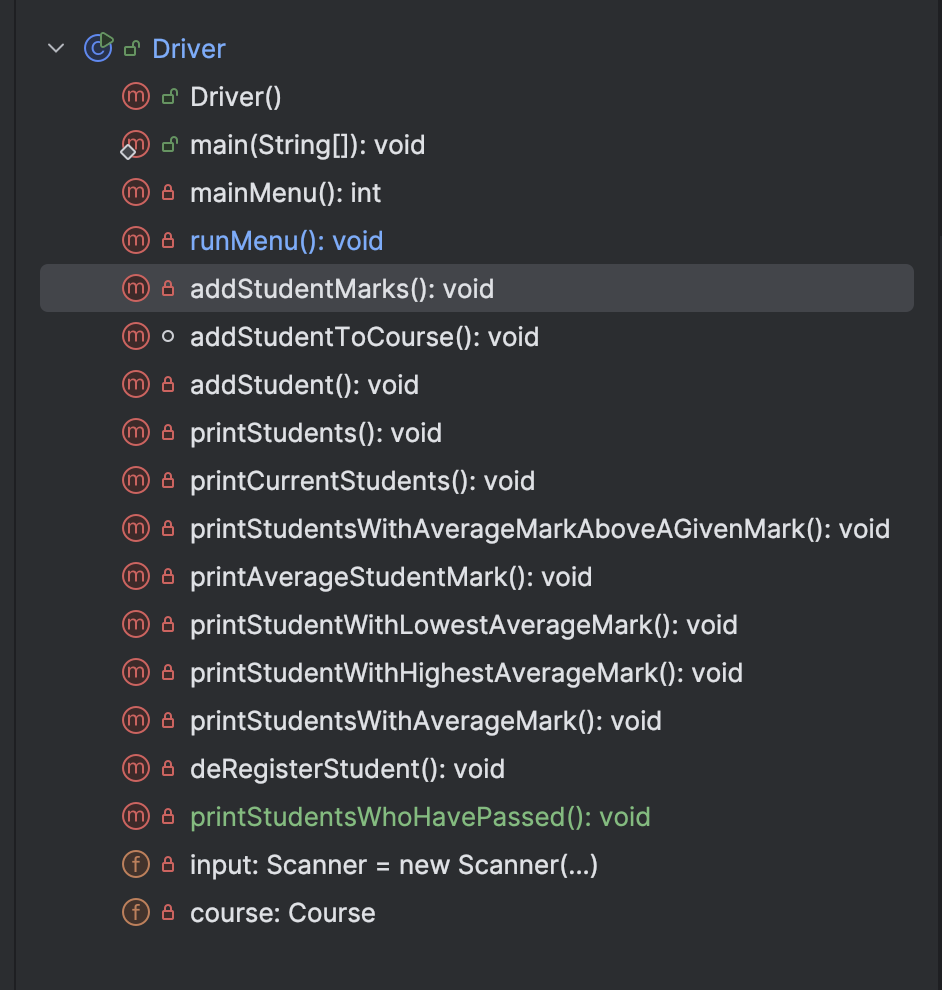 Driver
Driver()
main(String[]): void
mainMenu(): int
runMenu(): void
addStudentMarks(): void
addStudentToCourse(): void
addStudent(): void
printStudents(): void
printCurrentStudents(): void
printStudentsWithAverageMarkAboveAGivenMark(): void
printAverageStudentMark(): void
printStudentWithLowestAverageMark(): void
printStudentWithHighestAverageMark(): void
printStudentsWithAverageMark(): void
deRegisterStudent(): void
printStudentsWhoHavePassed(): void
input: Scanner = new Scanner(...)
course: Course